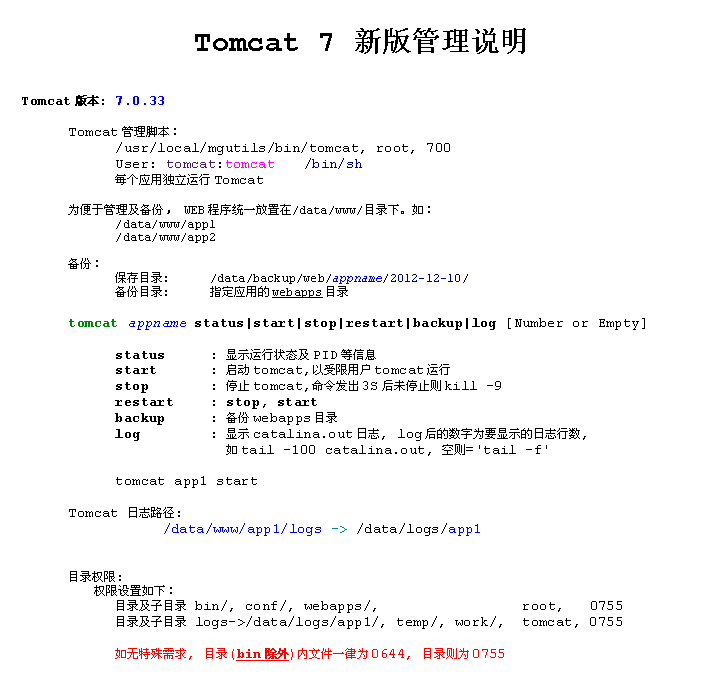 Tomcat 7 新版管理说明
Tomcat 版本: 7.0.33
Tomcat 管理脚本:
/usr/local/mgutils/bin/tomcat, root, 700
User: tomcat:tomcat /bin/sh
每个应用独立运行 Tomcat
为便于管理及备份, WEB 程序统一放置在/data/www/目录下。如:
/data/www/app1
/data/www/app2
备份:
保存目录: /data/backup/web/appname/2012-12-10/
备份目录: 指定应用的 webapps 目录
tomcat appname status|start|stop|restart|backup|log [Number or Empty]
status : 显示运行状态及 PID 等信息
start : 启动 tomcat,以受限用户 tomcat 运行
stop : 停止 tomcat,命令发出 3S 后未停止则 kill -9
restart : stop, start
backup : 备份 webapps 目录
log : 显示 catalina.out 日志, log 后的数字为要显示的日志行数,
如 tail -100 catalina.out, 空则='tail -f'
tomcat app1 start
Tomcat 日志路径:
/data/www/app1/logs -> /data/logs/app1
目录权限:
权限设置如下:
目录及子目录 bin/, conf/, webapps/, root, 0755
目录及子目录 logs->/data/logs/app1/, temp/, work/, tomcat, 0755
如无特殊需求, 目录(bin 除外)内文件一律为 0644, 目录则为 0755